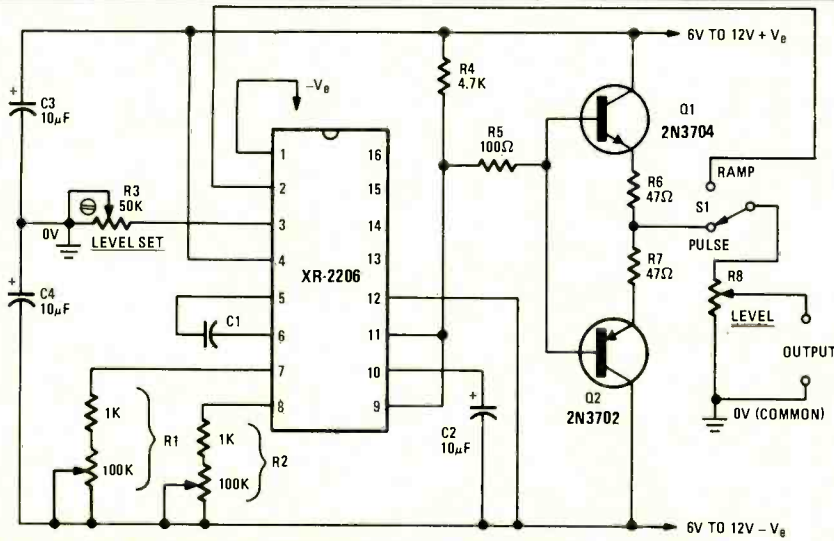 6V TO 12V + Ve
C3
10µF
R4
4.7K
–Ve
Q1
2N3704
R5
100Ω
1
2
3
4
5
6
7
8
16
15
14
13
12
11
10
9
XR-2206
R3
50K
0V
LEVEL SET
R6
47Ω
RAMP
S1
PULSE
C4
10µF
C1
R7
47Ω
R8
LEVEL
OUTPUT
Q2
2N3702
0V (COMMON)
1K
100K
R1
1K
100K
R2
C2
10µF
6V TO 12V – Ve
+
+
+